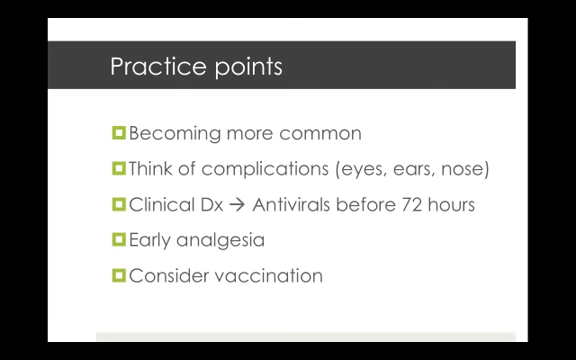 Practice points
Becoming more common
Think of complications (eyes, ears, nose)
Clinical Dx → Antivirals before 72 hours
Early analgesia
Consider vaccination